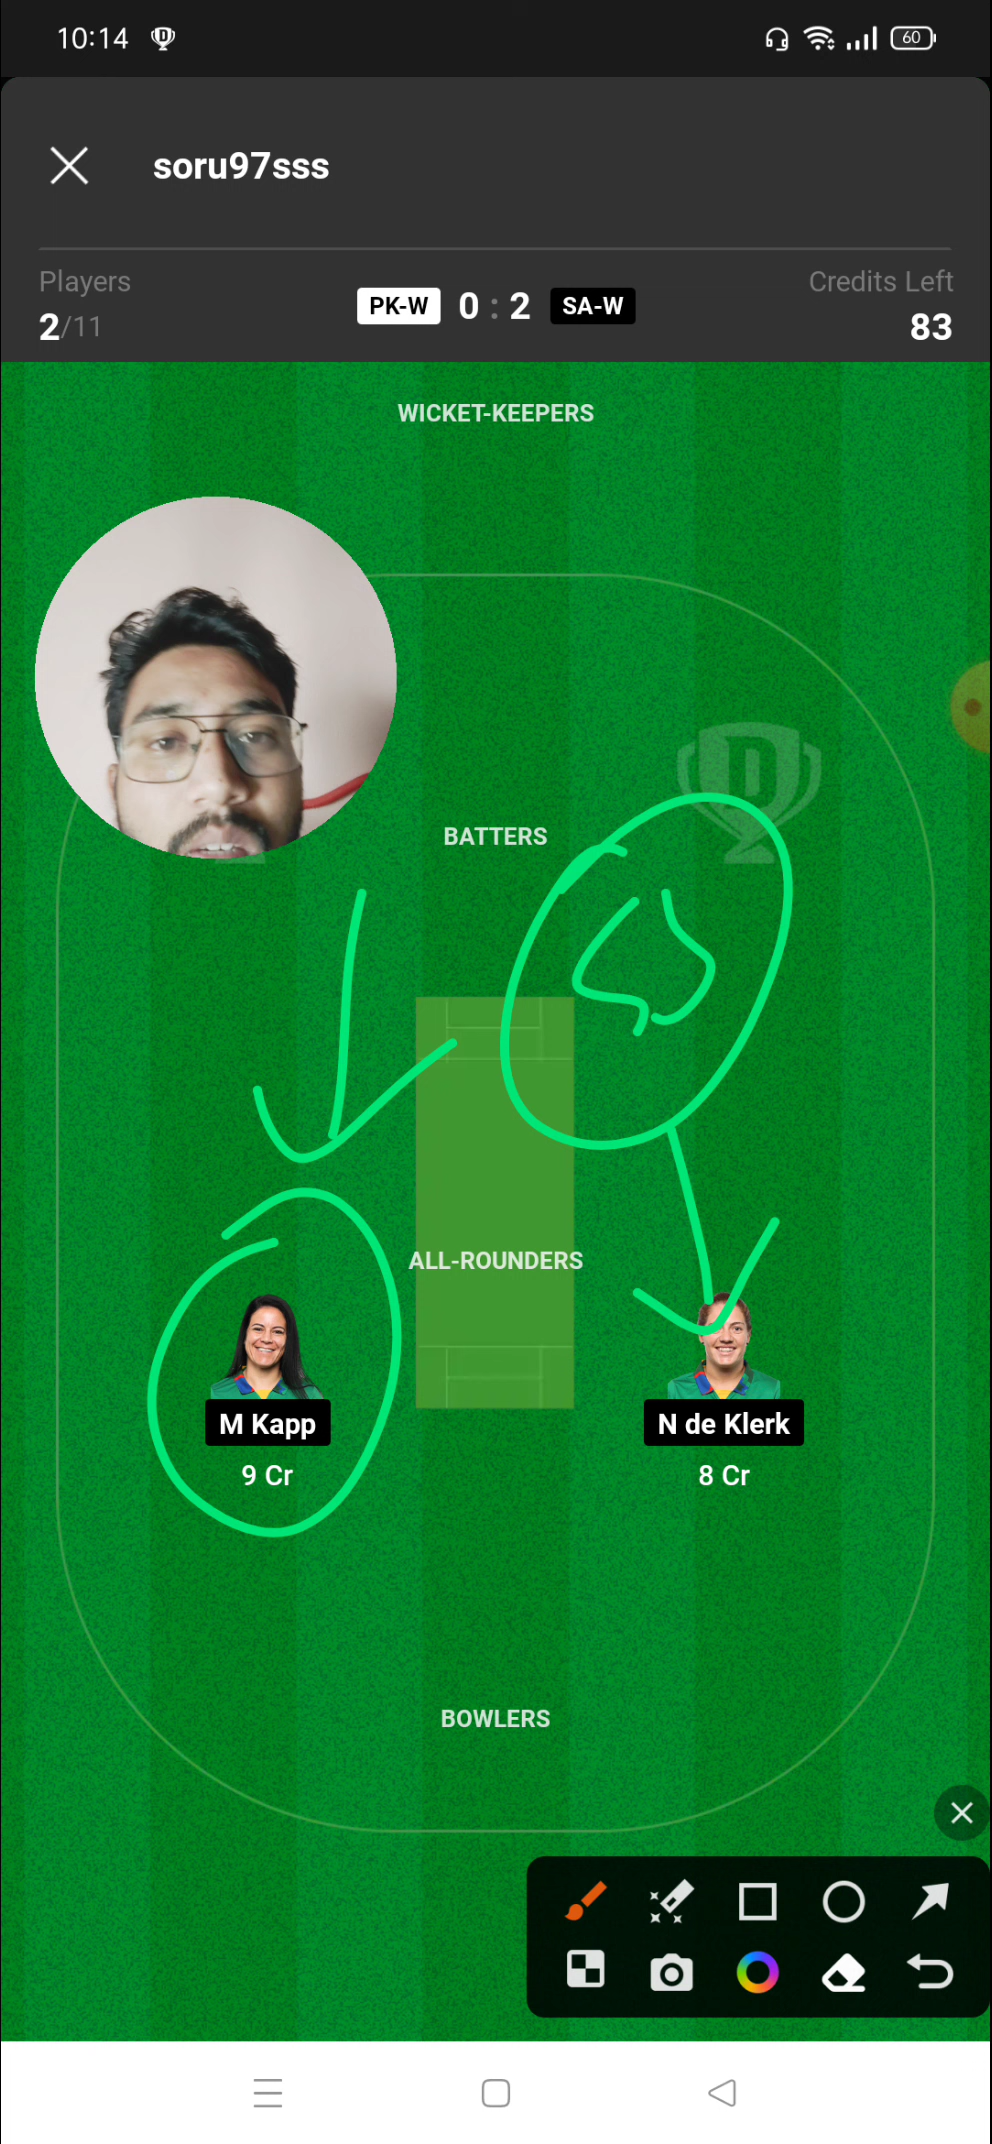 10:14
60
soru97sss
Players
2/11
PK-W 0 : 2 SA-W
Credits Left
83
WICKET-KEEPERS
BATTERS
ALL-ROUNDERS
M Kapp
9 Cr
N de Klerk
8 Cr
BOWLERS